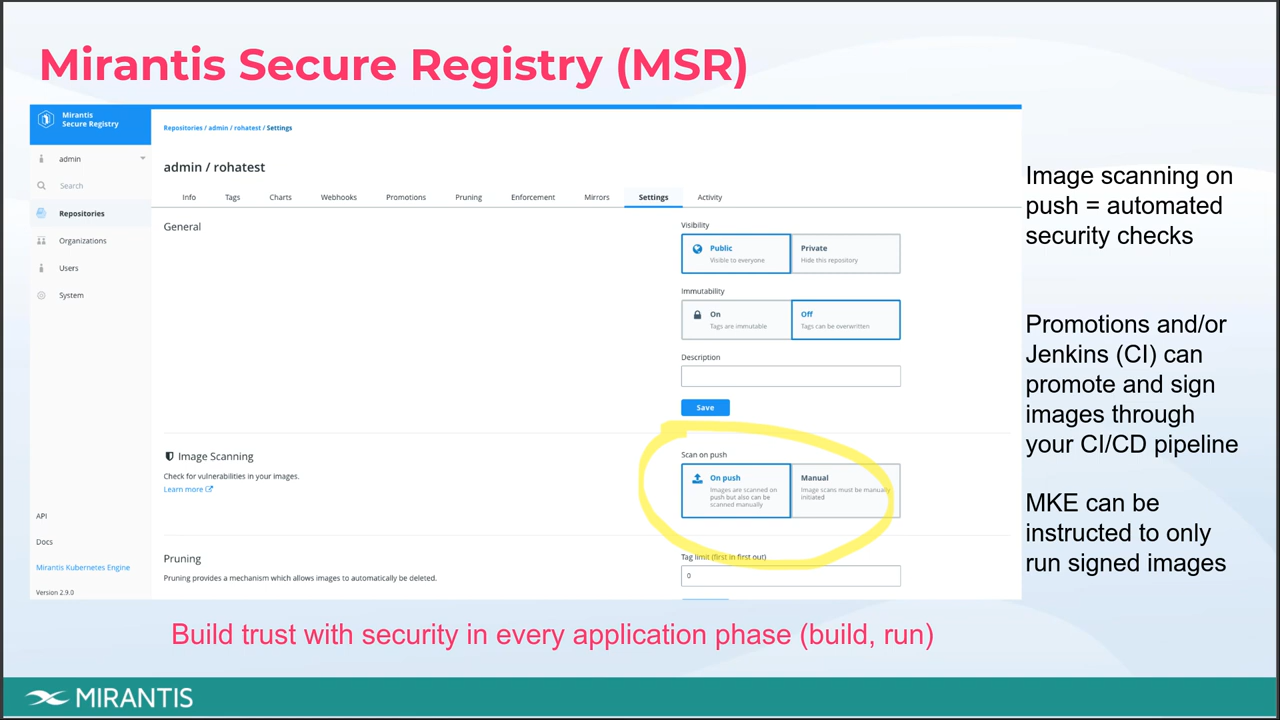 Mirantis Secure Registry (MSR)
Mirantis
Secure Registry
admin
Search
Repositories
Organizations
Users
System
API
Docs
Mirantis Kubernetes Engine
Version 2.9.0
Repositories / admin / rohatest / Settings
admin / rohatest
Info Tags Charts Webhooks Promotions Pruning Enforcement Mirrors Settings Activity
General
Visibility
Public
Visible to everyone
Private
Hide this repository
Immutability
On
Tags are immutable
Off
Tags can be overwritten
Description
Save
Image Scanning
Check for vulnerabilities in your images.
Learn more
Scan on push
On push
Images are scanned on
push but also can be
scanned manually
Manual
Image scans must be manually
initiated
Pruning
Pruning provides a mechanism which allows images to automatically be deleted.
Tag limit (first in first out)
0
Image scanning on
push = automated
security checks
Promotions and/or
Jenkins (CI) can
promote and sign
images through
your CI/CD pipeline
MKE can be
instructed to only
run signed images
Build trust with security in every application phase (build, run)
MIRANTIS